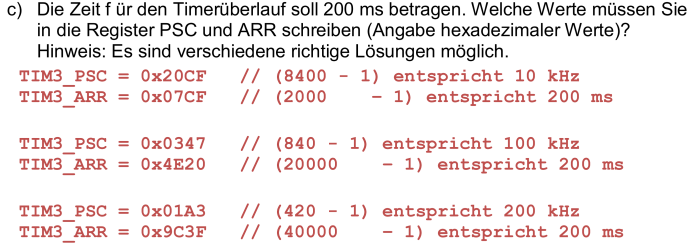 c) Die Zeit f ür den Timerüberlauf soll 200 ms betragen. Welche Werte müssen Sie
in die Register PSC und ARR schreiben (Angabe hexadezimaler Werte)?
Hinweis: Es sind verschiedene richtige Lösungen möglich.
TIM3_PSC = 0x20CF // (8400 - 1) entspricht 10 kHz
TIM3_ARR = 0x07CF // (2000 - 1) entspricht 200 ms
TIM3_PSC = 0x0347 // (840 - 1) entspricht 100 kHz
TIM3_ARR = 0x4E20 // (20000 - 1) entspricht 200 ms
TIM3_PSC = 0x01A3 // (420 - 1) entspricht 200 kHz
TIM3_ARR = 0x9C3F // (40000 - 1) entspricht 200 ms